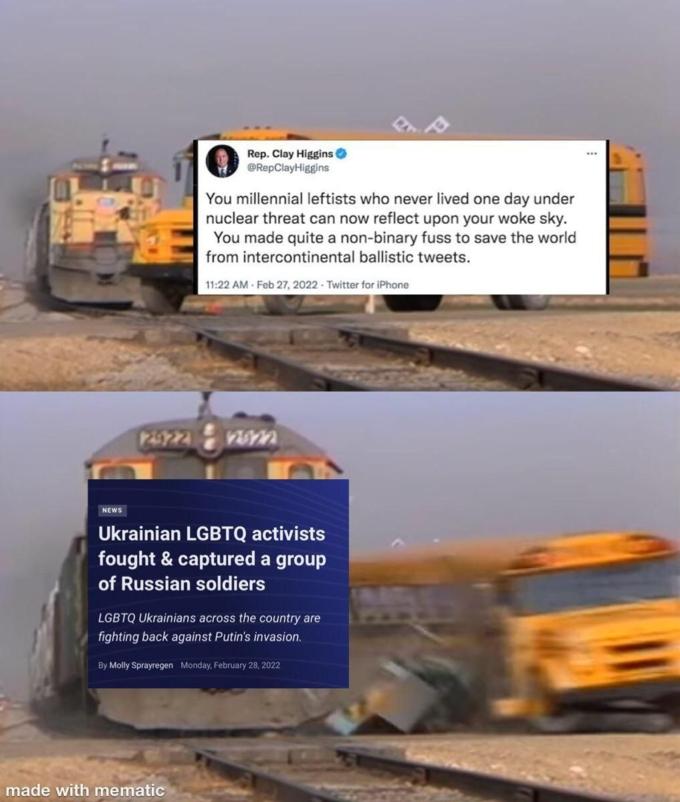 Rep. Clay Higgins
@RepClayHiggins
You millennial leftists who never lived one day under
nuclear threat can now reflect upon your woke sky.
You made quite a non-binary fuss to save the world
from intercontinental ballistic tweets.
11:22 AM · Feb 27, 2022 · Twitter for iPhone
2922 2922
NEWS
Ukrainian LGBTQ activists
fought & captured a group
of Russian soldiers
LGBTQ Ukrainians across the country are
fighting back against Putin's invasion.
By Molly Sprayregen Monday, February 28, 2022
made with mematic